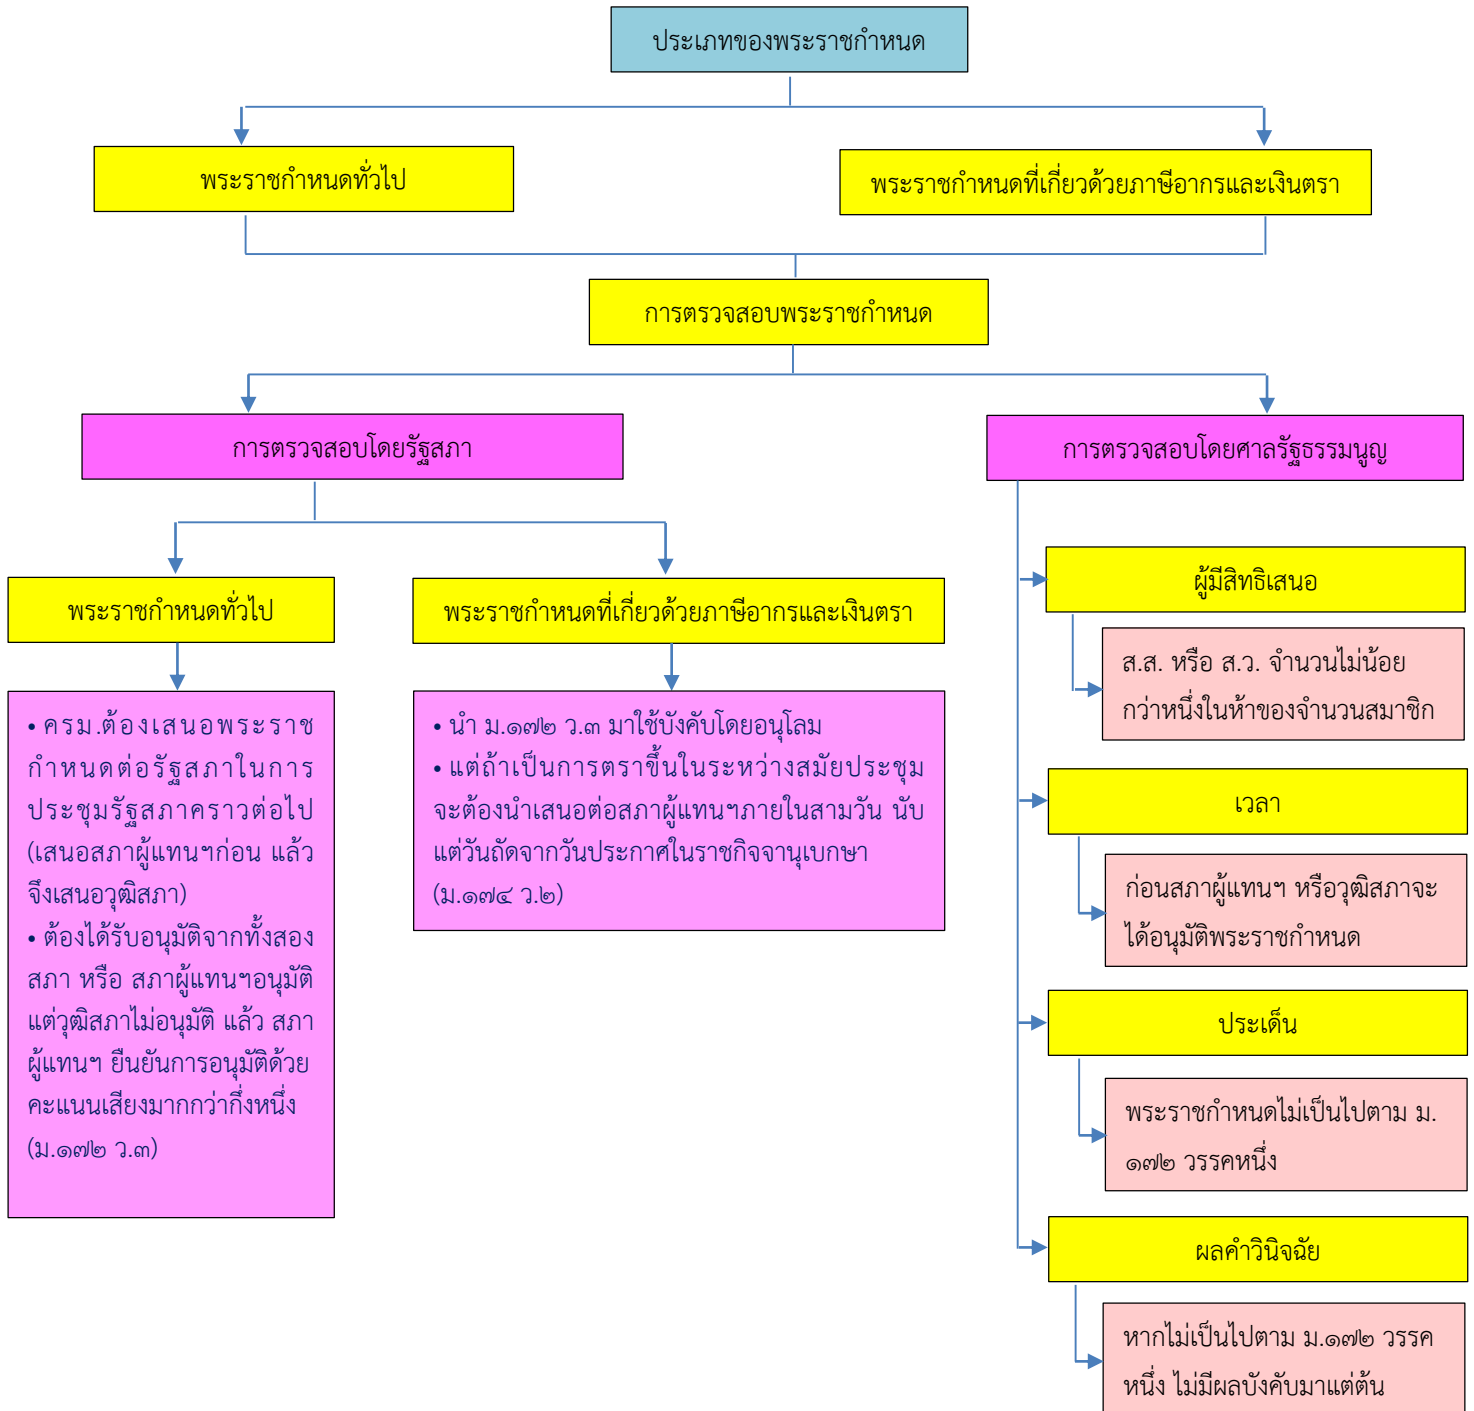 ประเภทของพระราชกำหนด
พระราชกำหนดทั่วไป
พระราชกำหนดที่เกี่ยวด้วยภาษีอากรและเงินตรา
การตรวจสอบพระราชกำหนด
การตรวจสอบโดยรัฐสภา
การตรวจสอบโดยศาลรัฐธรรมนูญ
พระราชกำหนดทั่วไป
พระราชกำหนดที่เกี่ยวด้วยภาษีอากรและเงินตรา
• ครม.ต้องเสนอพระราช
กำหนดต่อรัฐสภาในการ
ประชุมรัฐสภาคราวต่อไป
(เสนอสภาผู้แทนฯก่อน แล้ว
จึงเสนอวุฒิสภา)
• ต้องได้รับอนุมัติจากทั้งสอง
สภา หรือ สภาผู้แทนฯอนุมัติ
แต่วุฒิสภาไม่อนุมัติ แล้ว สภา
ผู้แทนฯ ยืนยันการอนุมัติด้วย
คะแนนเสียงมากกว่ากึ่งหนึ่ง
(ม.๑๗๒ ว.๓)
• นำ ม.๑๗๒ ว.๓ มาใช้บังคับโดยอนุโลม
• แต่ถ้าเป็นการตราขึ้นในระหว่างสมัยประชุม
จะต้องนำเสนอต่อสภาผู้แทนฯภายในสามวัน นับ
แต่วันถัดจากวันประกาศในราชกิจจานุเบกษา
(ม.๑๗๔ ว.๒)
ผู้มีสิทธิเสนอ
ส.ส. หรือ ส.ว. จำนวนไม่น้อย
กว่าหนึ่งในห้าของจำนวนสมาชิก
เวลา
ก่อนสภาผู้แทนฯ หรือวุฒิสภาจะ
ได้อนุมัติพระราชกำหนด
ประเด็น
พระราชกำหนดไม่เป็นไปตาม ม.
๑๗๒ วรรคหนึ่ง
ผลคำวินิจฉัย
หากไม่เป็นไปตาม ม.๑๗๒ วรรค
หนึ่ง ไม่มีผลบังคับมาแต่ต้น